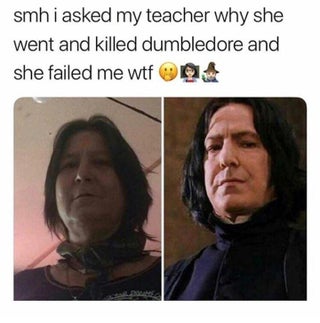 smh i asked my teacher why she
went and killed dumbledore and
she failed me wtf 🤭👩🏻‍🏫🧙🏻‍♂️